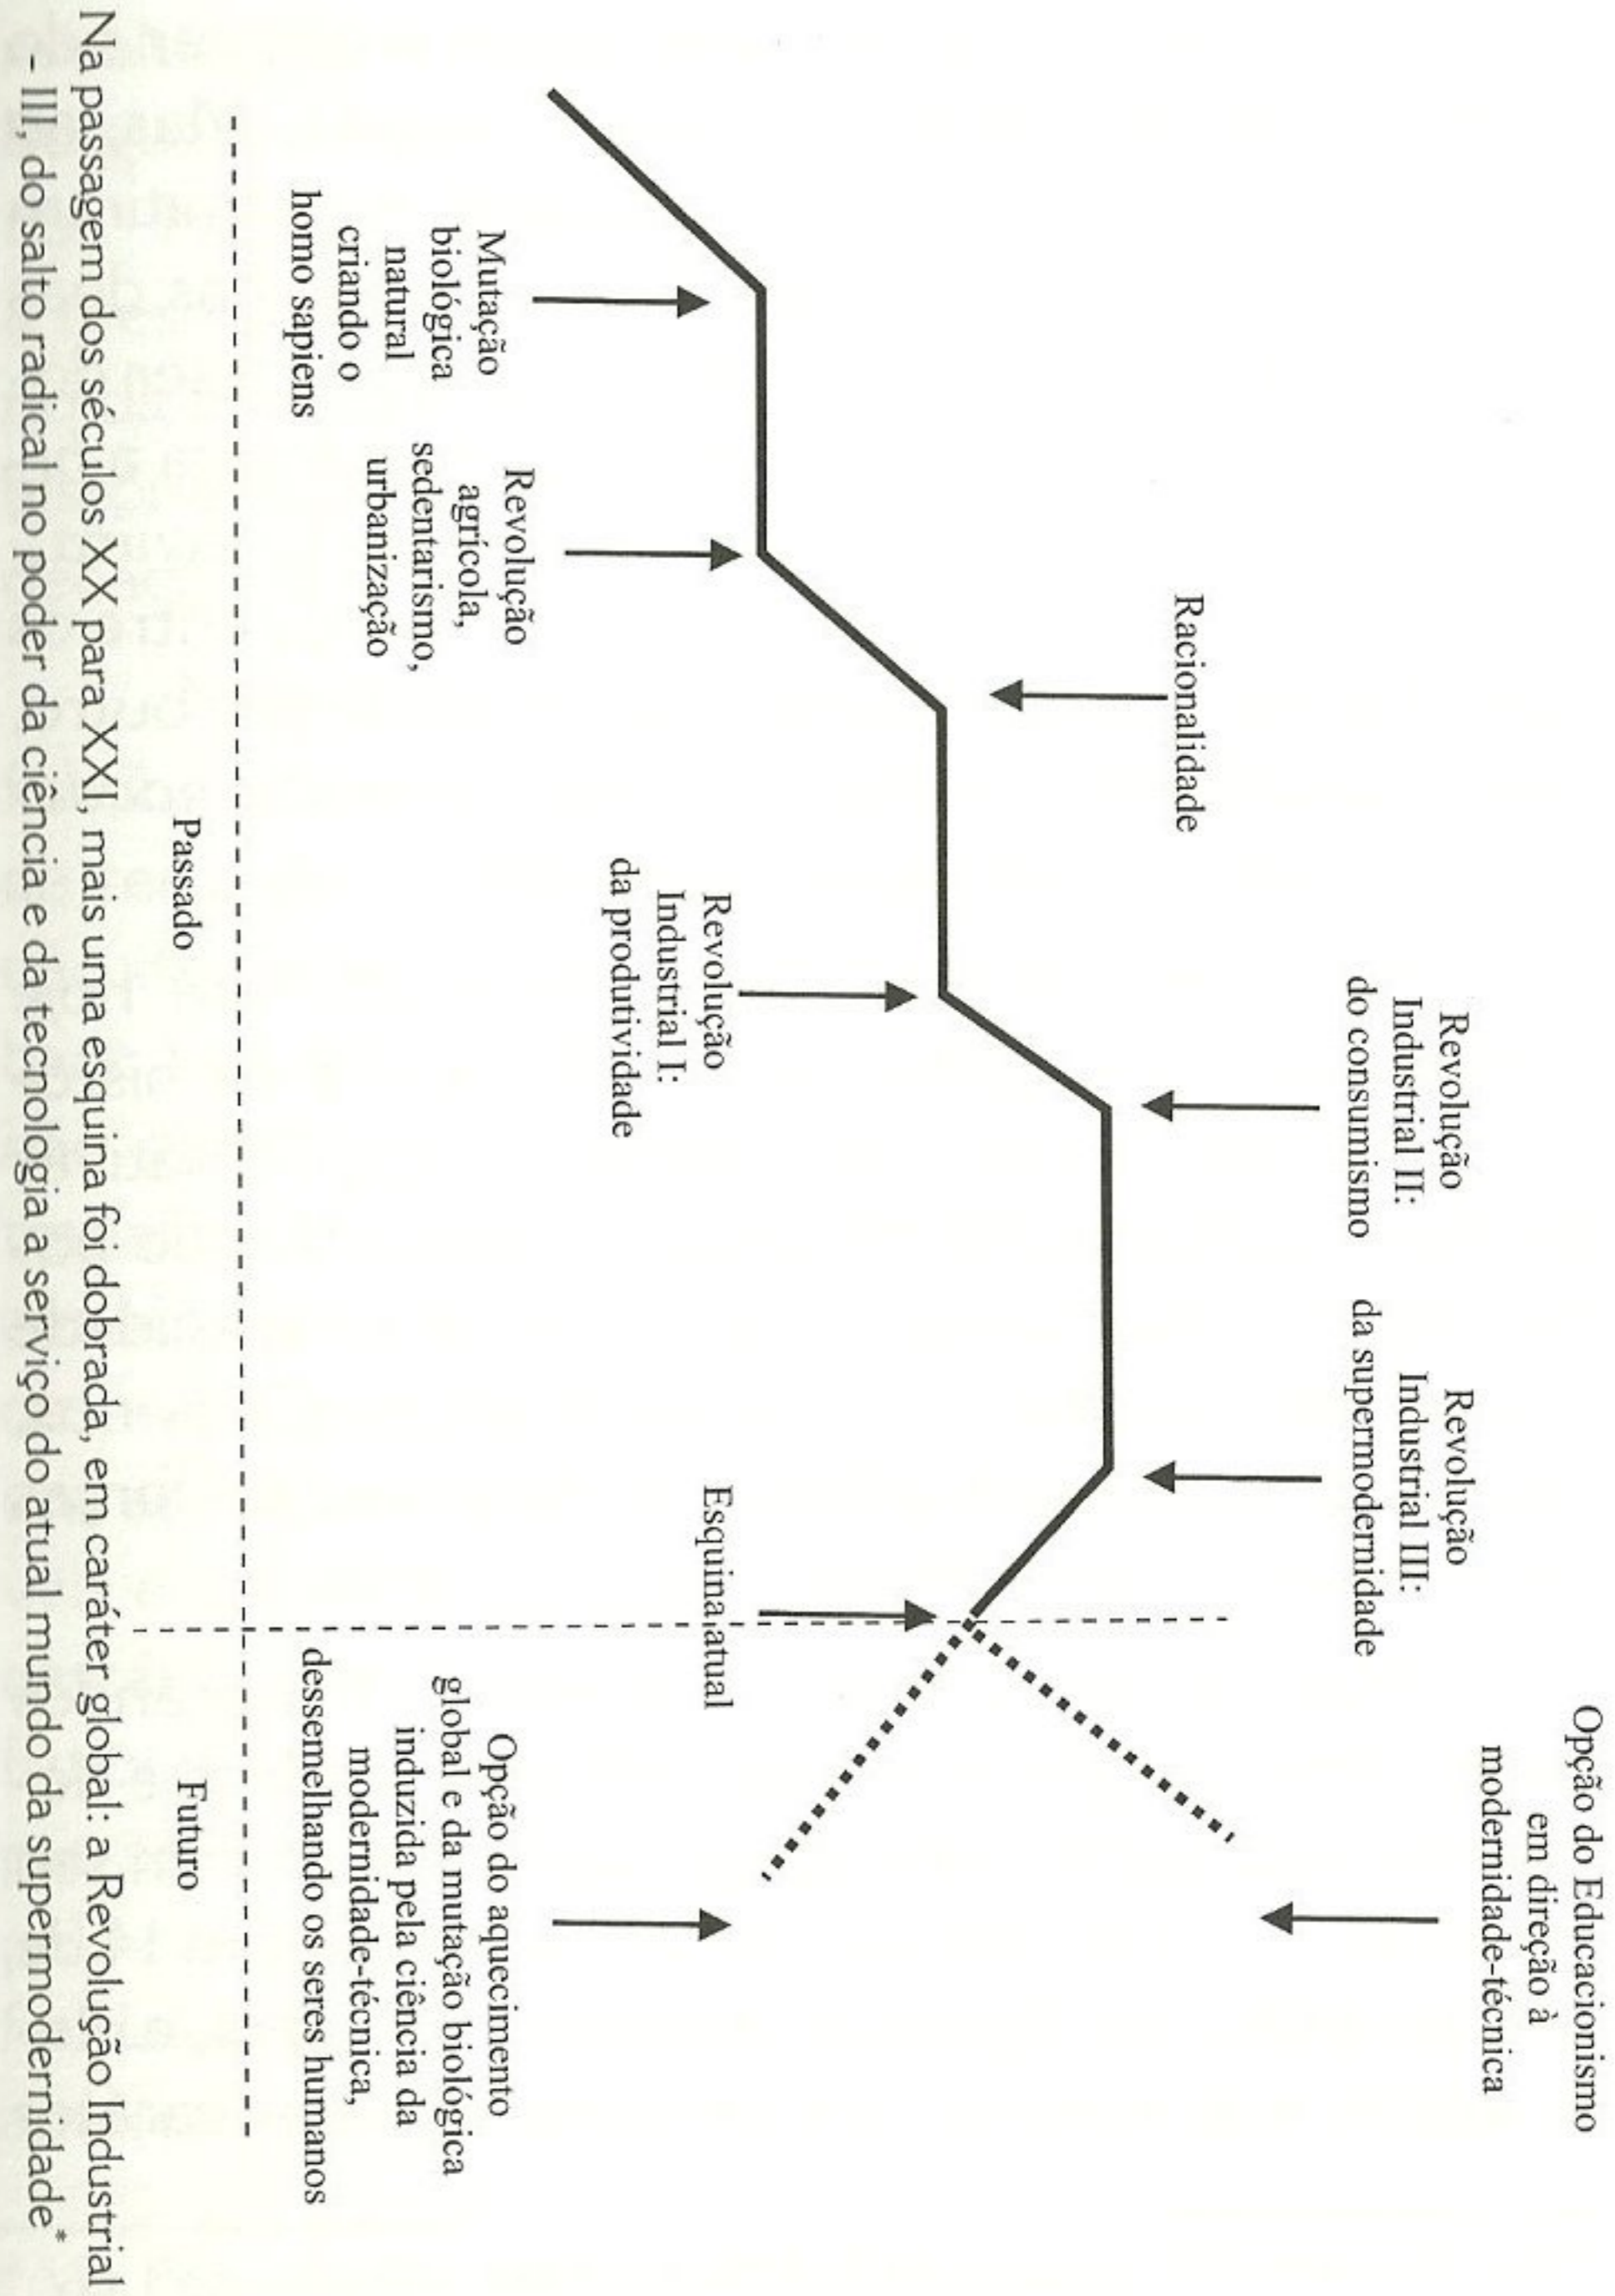 Opção do Educacionismo
em direção à
modernidade-técnica
Revolução
Industrial II:
do consumismo
Revolução
Industrial III:
da supermodernidade
Racionalidade
Revolução
Industrial I:
da produtividade
Esquina atual
Mutação
biológica
natural
criando o
homo sapiens
Revolução
agrícola,
sedentarismo,
urbanização
Opção do aquecimento
global e da mutação biológica
induzida pela ciência da
modernidade-técnica,
dessemelhando os seres humanos
Passado
Futuro
Na passagem dos séculos XX para XXI, mais uma esquina foi dobrada, em caráter global: a Revolução Industrial
- III, do salto radical no poder da ciência e da tecnologia a serviço do atual mundo da supermodernidade*